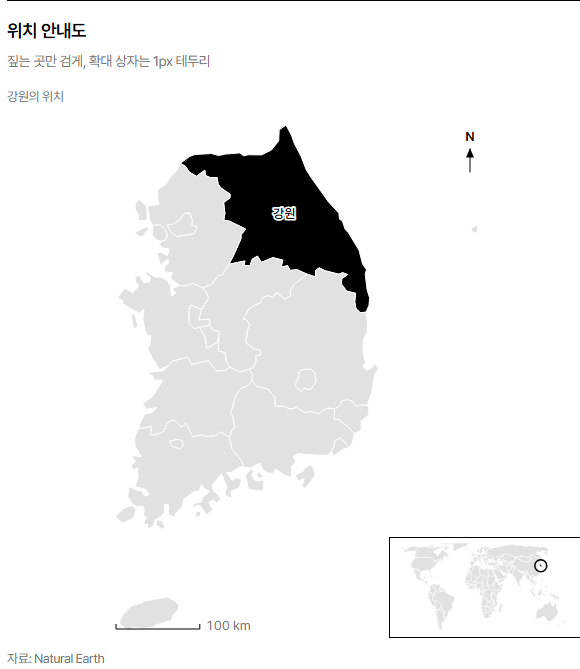 위치 안내도
짚는 곳만 검게, 확대 상자는 1px 테두리
강원의 위치
N
강원
100 km
자료: Natural Earth